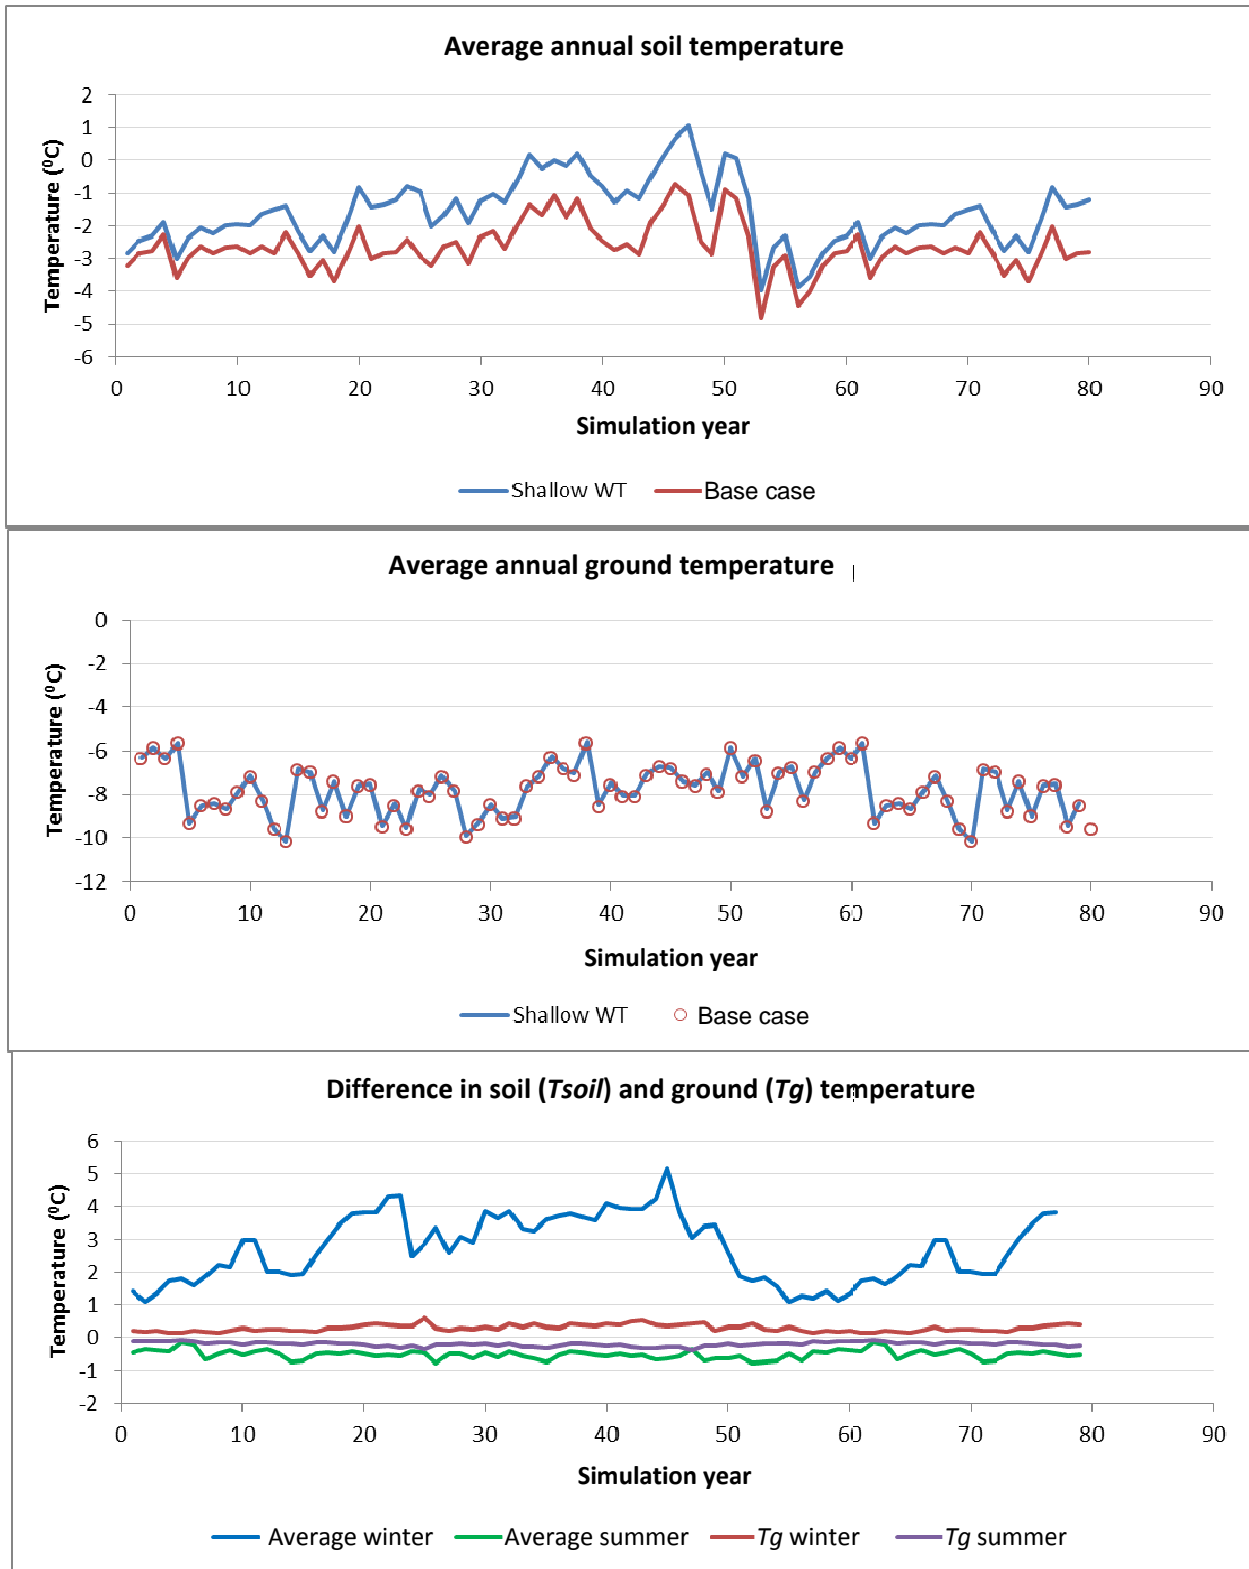 Average annual soil temperature
Temperature (⁰C)
2
1
0
-1
-2
-3
-4
-5
-6
0 10 20 30 40 50 60 70 80 90
Simulation year
Shallow WT Base case
Average annual ground temperature
Temperature (⁰C)
0
-2
-4
-6
-8
-10
-12
0 10 20 30 40 50 60 70 80 90
Simulation year
Shallow WT Base case
Difference in soil (Tsoil) and ground (Tg) temperature
Temperature (⁰C)
6
5
4
3
2
1
0
-1
-2
0 10 20 30 40 50 60 70 80 90
Simulation year
Average winter Average summer Tg winter Tg summer